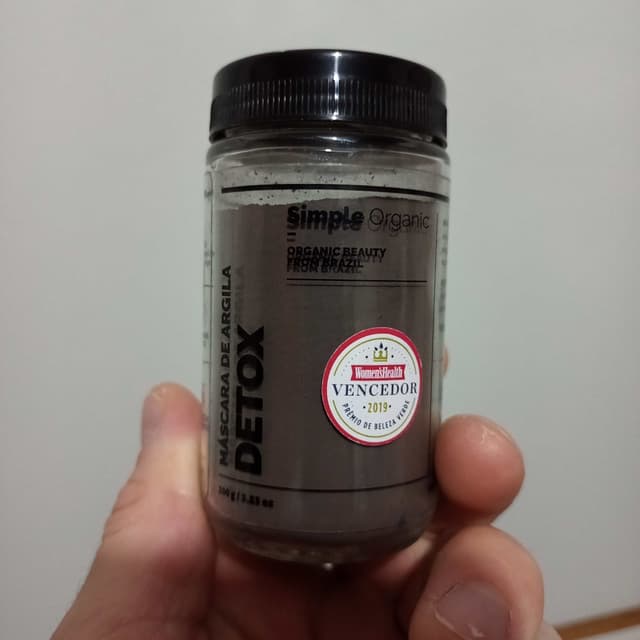 Simple Organic
ORGANIC BEAUTY
FROM BRAZIL
MÁSCARA DE ARGILA
DETOX
Women'sHealth
VENCEDOR
·2019·
PRÊMIO DE BELEZA VERDE